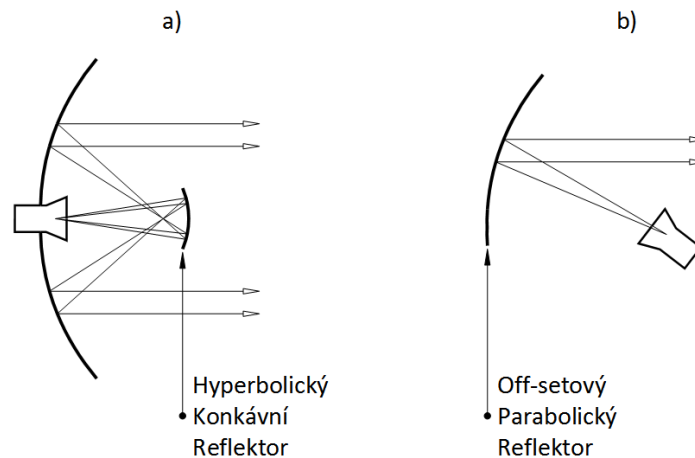 a)
b)
Hyperbolický
Konkávní
Reflektor
Off-setový
Parabolický
Reflektor